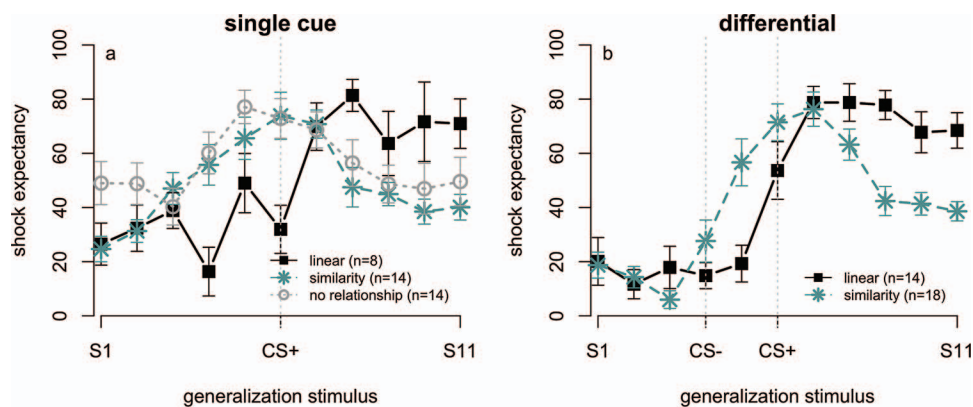 single cue
a
shock expectancy
0
20
40
60
80
100
linear (n=8)
similarity (n=14)
no relationship (n=14)
S1
CS+
S11
generalization stimulus
differential
b
shock expectancy
0
20
40
60
80
100
linear (n=14)
similarity (n=18)
S1
CS-
CS+
S11
generalization stimulus